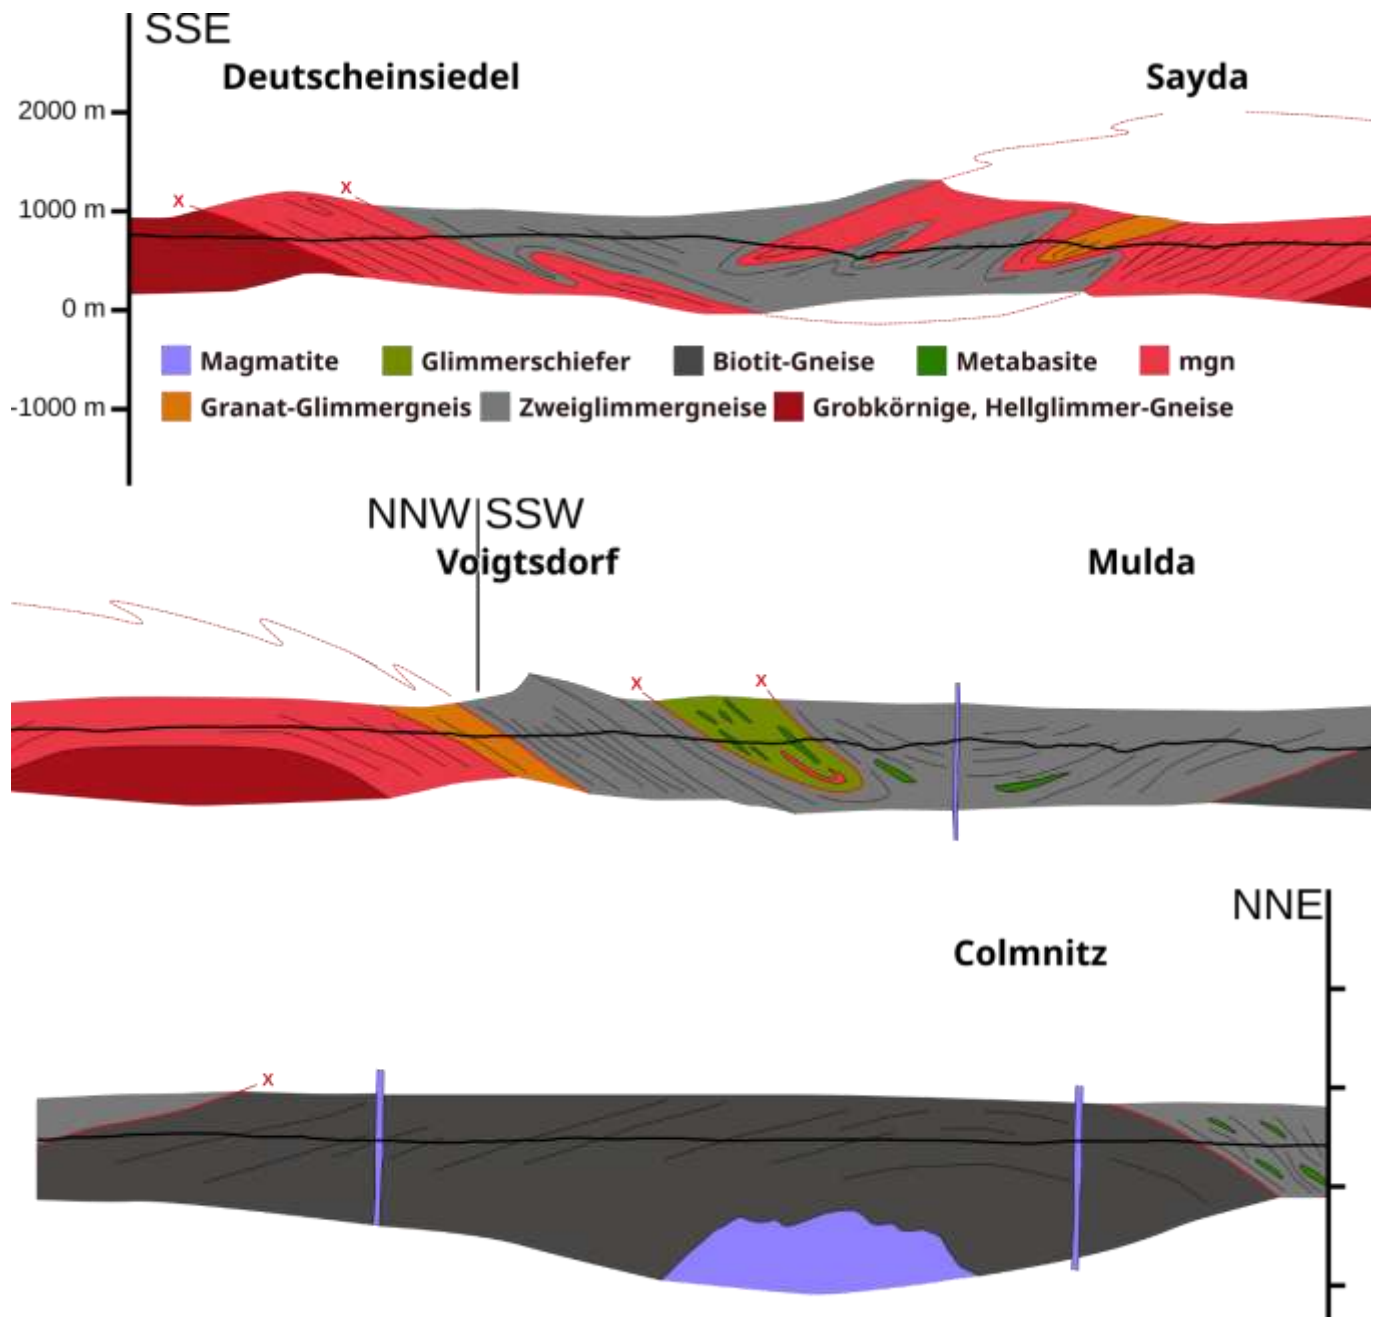 SSE
Deutscheinsiedel Sayda
2000 m
x x
1000 m
0 m
Magmatite Glimmerschiefer Biotit-Gneise Metabasite mgn
-1000 m Granat-Glimmergneis Zweiglimmergneise Grobkörnige, Hellglimmer-Gneise
NNW SSW
Voigtsdorf Mulda
x x
NNE
Colmnitz
x